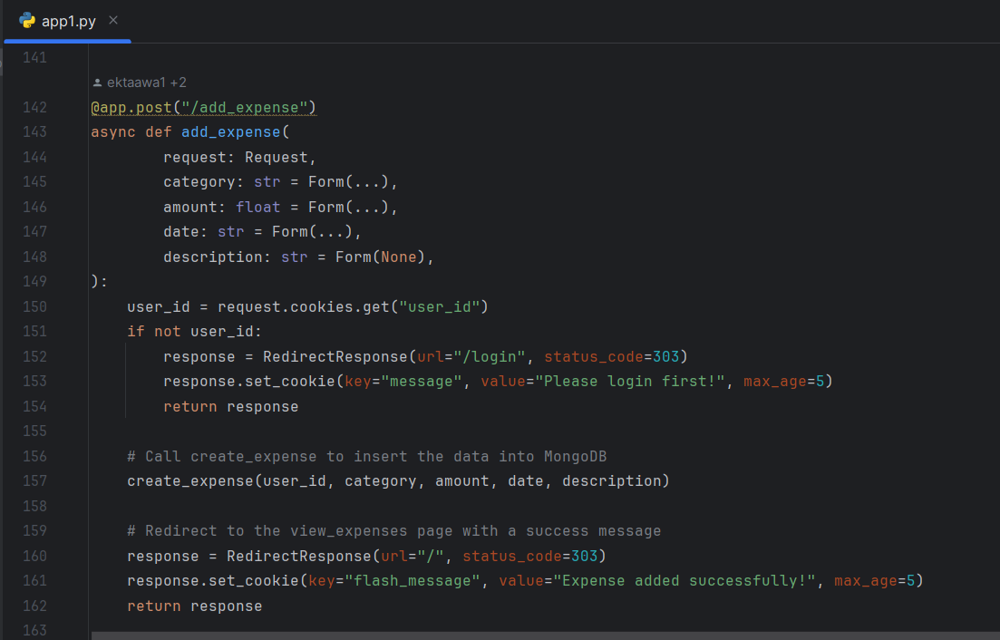 app1.py
141
ektaawa1 +2
142 @app.post("/add_expense")
143 async def add_expense(
144         request: Request,
145         category: str = Form(...),
146         amount: float = Form(...),
147         date: str = Form(...),
148         description: str = Form(None),
149 ):
150     user_id = request.cookies.get("user_id")
151     if not user_id:
152         response = RedirectResponse(url="/login", status_code=303)
153         response.set_cookie(key="message", value="Please login first!", max_age=5)
154         return response
155
156     # Call create_expense to insert the data into MongoDB
157     create_expense(user_id, category, amount, date, description)
158
159     # Redirect to the view_expenses page with a success message
160     response = RedirectResponse(url="/", status_code=303)
161     response.set_cookie(key="flash_message", value="Expense added successfully!", max_age=5)
162     return response
163